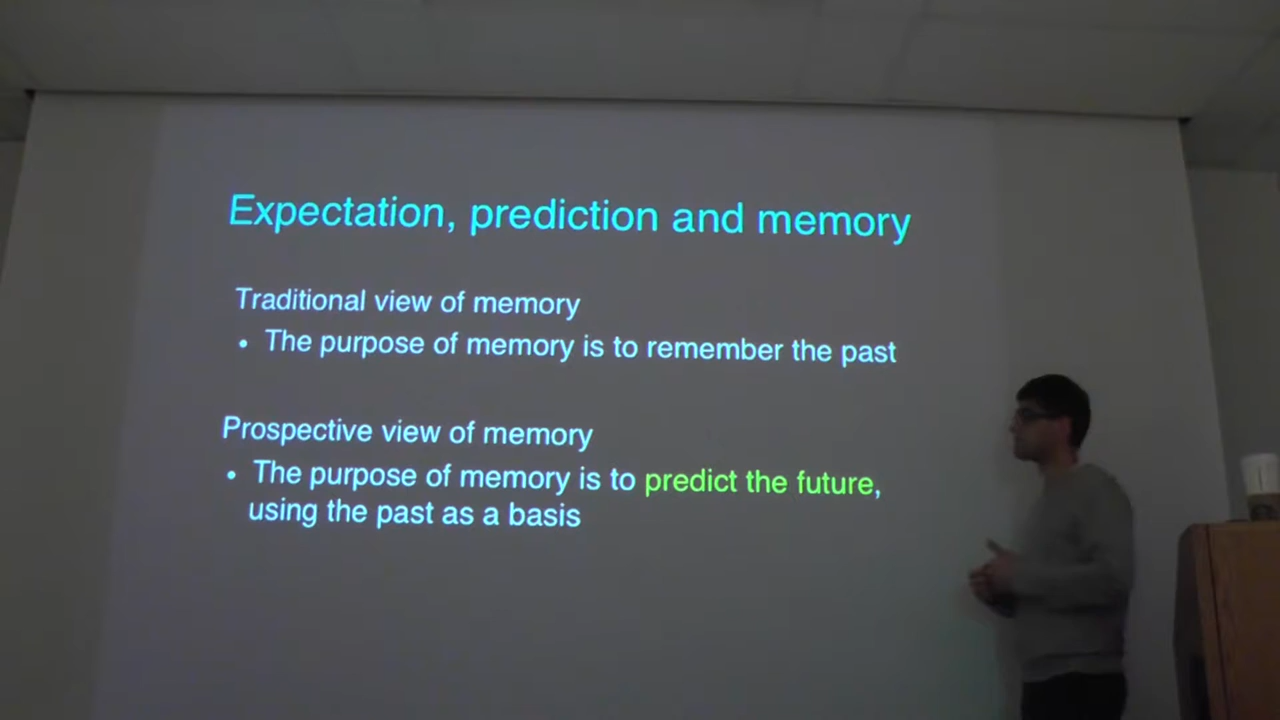 Expectation, prediction and memory
Traditional view of memory
• The purpose of memory is to remember the past
Prospective view of memory
• The purpose of memory is to predict the future,
using the past as a basis